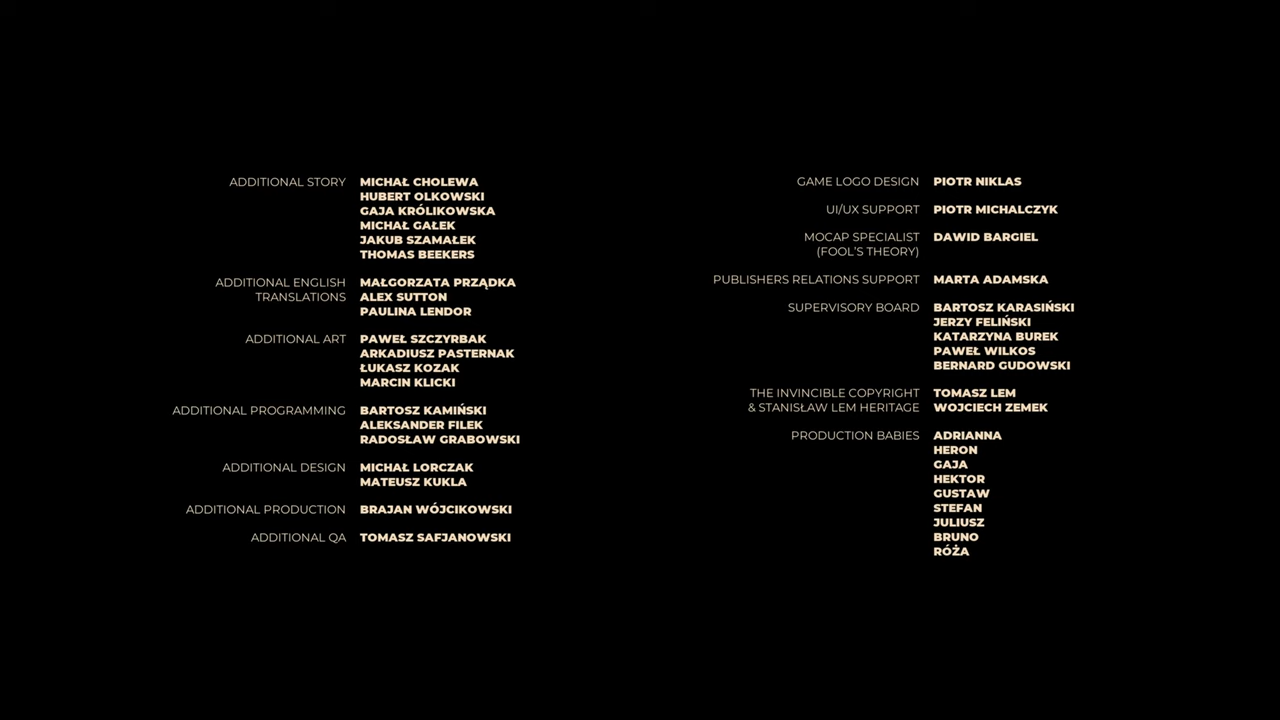 ADDITIONAL STORY MICHAŁ CHOLEWA
HUBERT OLKOWSKI
GAJA KRÓLIKOWSKA
MICHAŁ GAŁEK
JAKUB SZAMAŁEK
THOMAS BEEKERS
ADDITIONAL ENGLISH MAŁGORZATA PRZĄDKA
TRANSLATIONS ALEX SUTTON
PAULINA LENDOR
ADDITIONAL ART PAWEŁ SZCZYRBAK
ARKADIUSZ PASTERNAK
ŁUKASZ KOZAK
MARCIN KLICKI
ADDITIONAL PROGRAMMING BARTOSZ KAMIŃSKI
ALEKSANDER FILEK
RADOSŁAW GRABOWSKI
ADDITIONAL DESIGN MICHAŁ LORCZAK
MATEUSZ KUKLA
ADDITIONAL PRODUCTION BRAJAN WÓJCIKOWSKI
ADDITIONAL QA TOMASZ SAFJANOWSKI
GAME LOGO DESIGN PIOTR NIKLAS
UI/UX SUPPORT PIOTR MICHALCZYK
MOCAP SPECIALIST DAWID BARGIEL
(FOOL'S THEORY)
PUBLISHERS RELATIONS SUPPORT MARTA ADAMSKA
SUPERVISORY BOARD BARTOSZ KARASIŃSKI
JERZY FELIŃSKI
KATARZYNA BUREK
PAWEŁ WILKOS
BERNARD GUDOWSKI
THE INVINCIBLE COPYRIGHT TOMASZ LEM
& STANISŁAW LEM HERITAGE WOJCIECH ZEMEK
PRODUCTION BABIES ADRIANNA
HERON
GAJA
HEKTOR
GUSTAW
STEFAN
JULIUSZ
BRUNO
RÓŻA